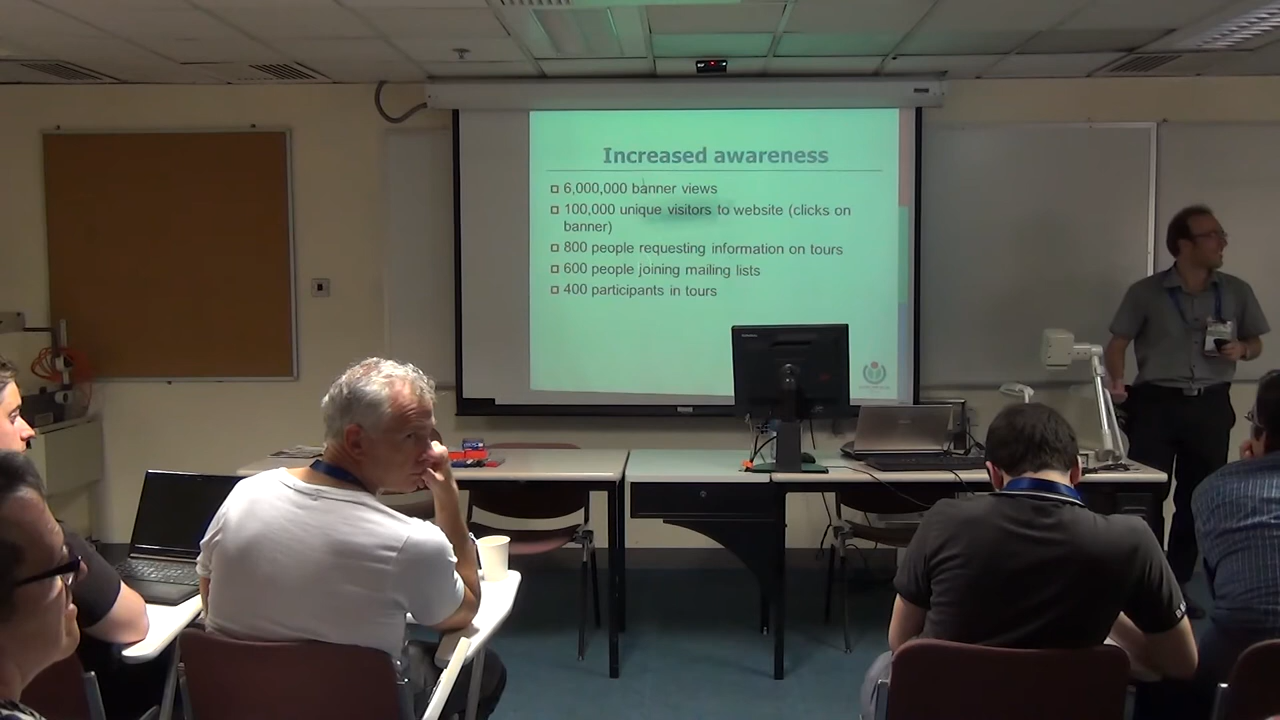 Increased awareness
6,000,000 banner views
100,000 unique visitors to website (clicks on
banner)
800 people requesting information on tours
600 people joining mailing lists
400 participants in tours